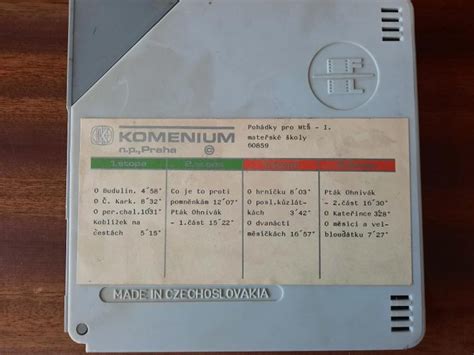 KOMENIUM
n.p., Praha
Pohádky pro MtŠ - 1.
mateřské školy
60859
1.stopa
2.stopa
O Budulín. 4´58"
O Č. Kark. 8´32"
O per.chal.10´31"
Koblížek na
čestách 5´15"
Co je to proti
pomněnkám 12´07"
Pták Ohnivák
- 1.část 15´22"
O hrníčku 8´03"
O posl.kůzlát-
kách 3´42"
O dvanácti
měsíčkách 16´57"
Pták Ohnivák
- 2.část 16´30"
O Kateřince 3´28"
O měsíci a vel-
bloudátku 7´27"
MADE IN CZECHOSLOVAKIA